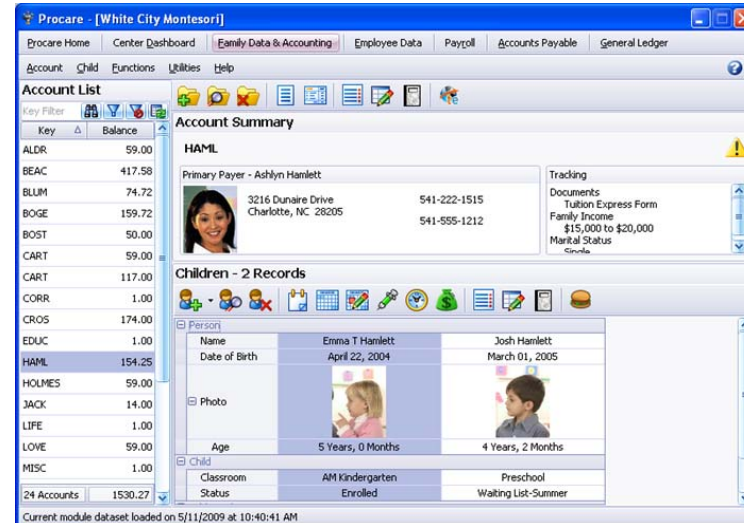 Procare - [White City Montesori]
Procare Home Center Dashboard Family Data & Accounting Employee Data Payroll Accounts Payable General Ledger
Account Child Functions Utilities Help
Account List
Key Filter
Key Balance
ALDR 59.00
BEAC 417.58
BLUM 74.72
BOGE 159.72
BOST 50.00
CART 59.00
CART 117.00
CORR 1.00
CROS 174.00
EDUC 1.00
HAML 154.25
HOLMES 59.00
JACK 14.00
LIFE 1.00
LOVE 59.00
MISC 1.00
24 Accounts 1530.27
Account Summary
HAML
Primary Payer - Ashlyn Hamlett
3216 Dunaire Drive 541-222-1515
Charlotte, NC 28205
541-555-1212
Tracking
Documents
Tuition Express Form
Family Income
$15,000 to $20,000
Marital Status
Single
Children - 2 Records
Person
Name Emma T Hamlett Josh Hamlett
Date of Birth April 22, 2004 March 01, 2005
Photo
Age 5 Years, 0 Months 4 Years, 2 Months
Child
Classroom AM Kindergarten Preschool
Status Enrolled Waiting List-Summer
Current module dataset loaded on 5/11/2009 at 10:40:41 AM